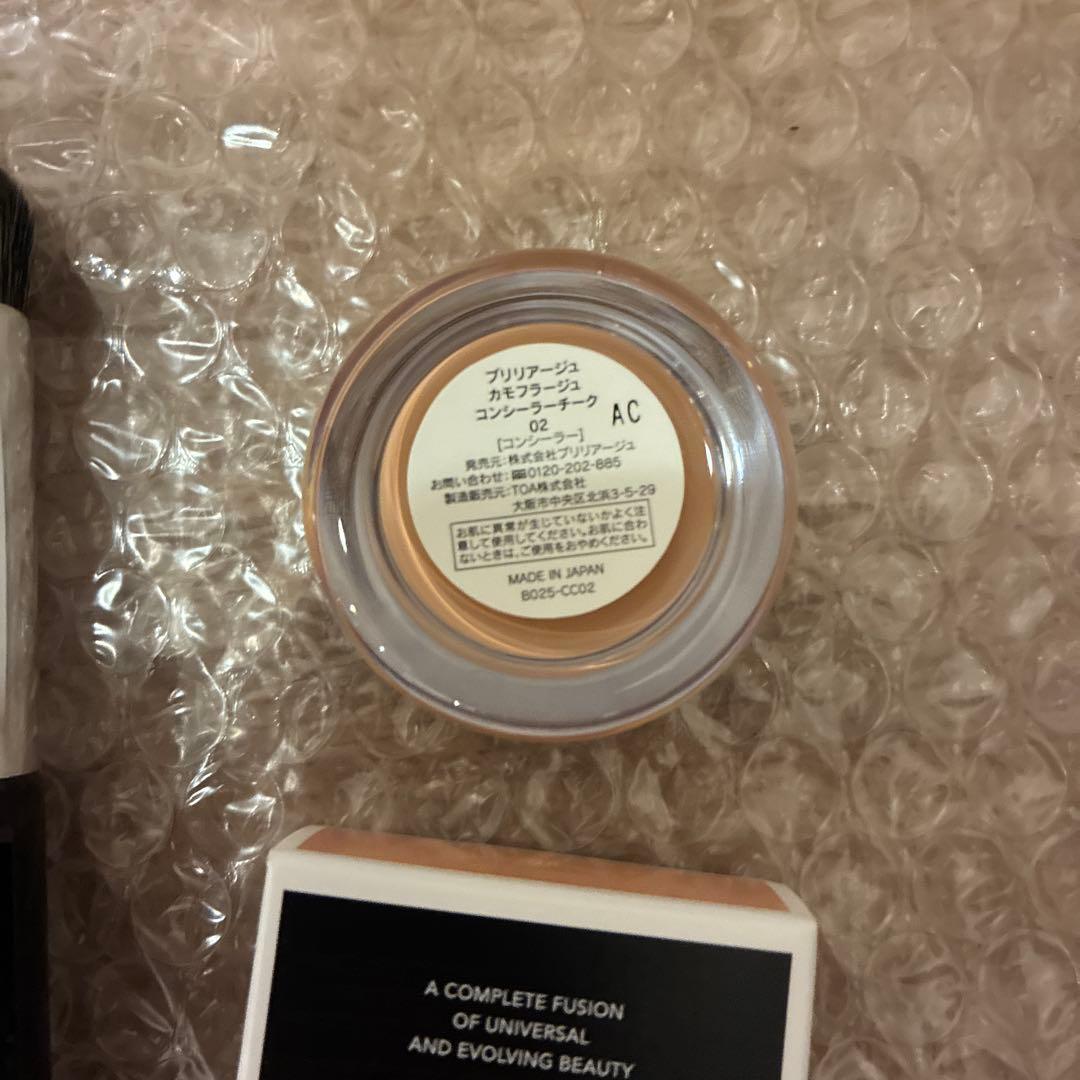 ブリリアージュ
カモフラージュ
コンシーラーチーク
02
AC
[コンシーラー]
発売元:株式会社ブリリアージュ
お問い合わせ:0120-202-885
製造販売元:TOA株式会社
大阪市中央区北浜3-5-29
お肌に異常が生じていないかよく注
意して使用してください。お肌に合わ
ないときは、ご使用をおやめください。
MADE IN JAPAN
B025-CC02
A COMPLETE FUSION
OF UNIVERSAL
AND EVOLVING BEAUTY